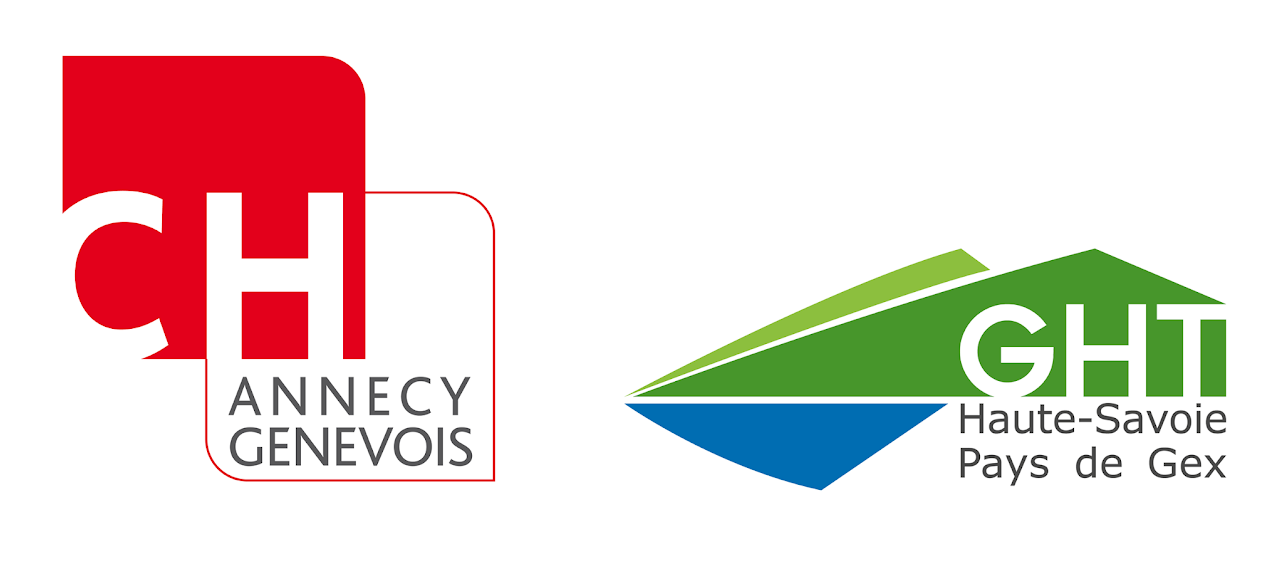 CH
ANNECY
GENEVOIS
GHT
Haute-Savoie
Pays de Gex